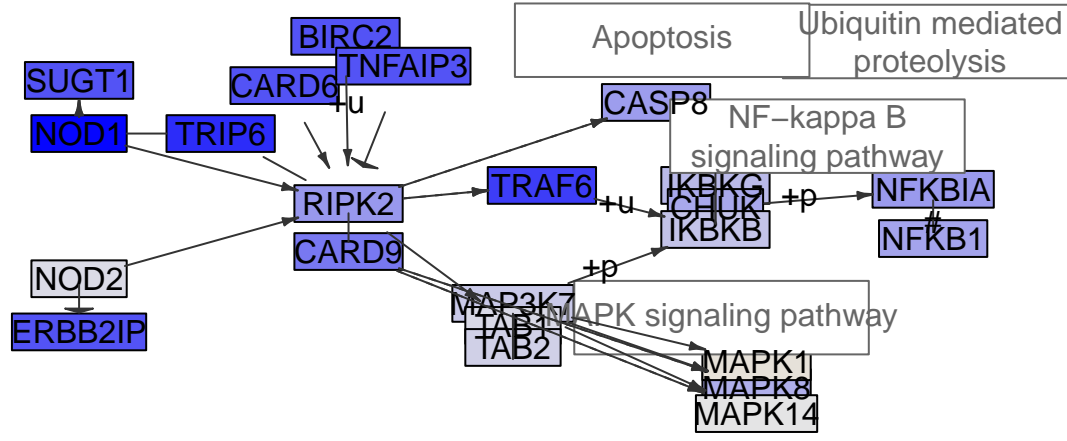 BIRC2
Apoptosis
Ubiquitin mediated
proteolysis
TNFAIP3
SUGT1
CARD6
+u
CASP8
NOD1
TRIP6
NF−kappa B
signaling pathway
TRAF6
IKBKG
NFKBIA
RIPK2
+u
CHUK
+p
#
IKBKB
NFKB1
CARD9
NOD2
+p
MAP3K7
ERBB2IP
TAB1
MAPK signaling pathway
TAB2
MAPK1
MAPK8
MAPK14